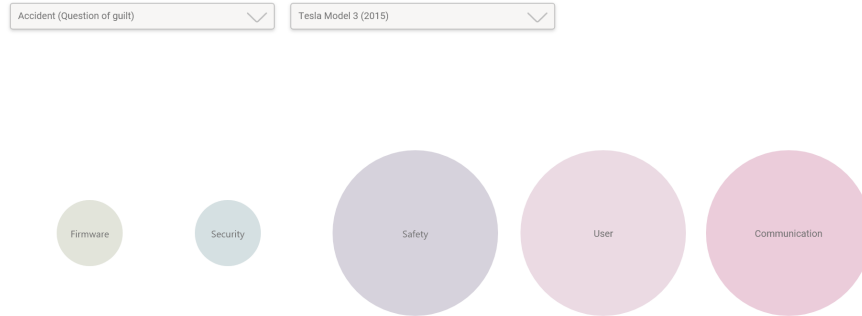 Accident (Question of guilt)
Tesla Model 3 (2015)
Firmware
Security
Safety
User
Communication